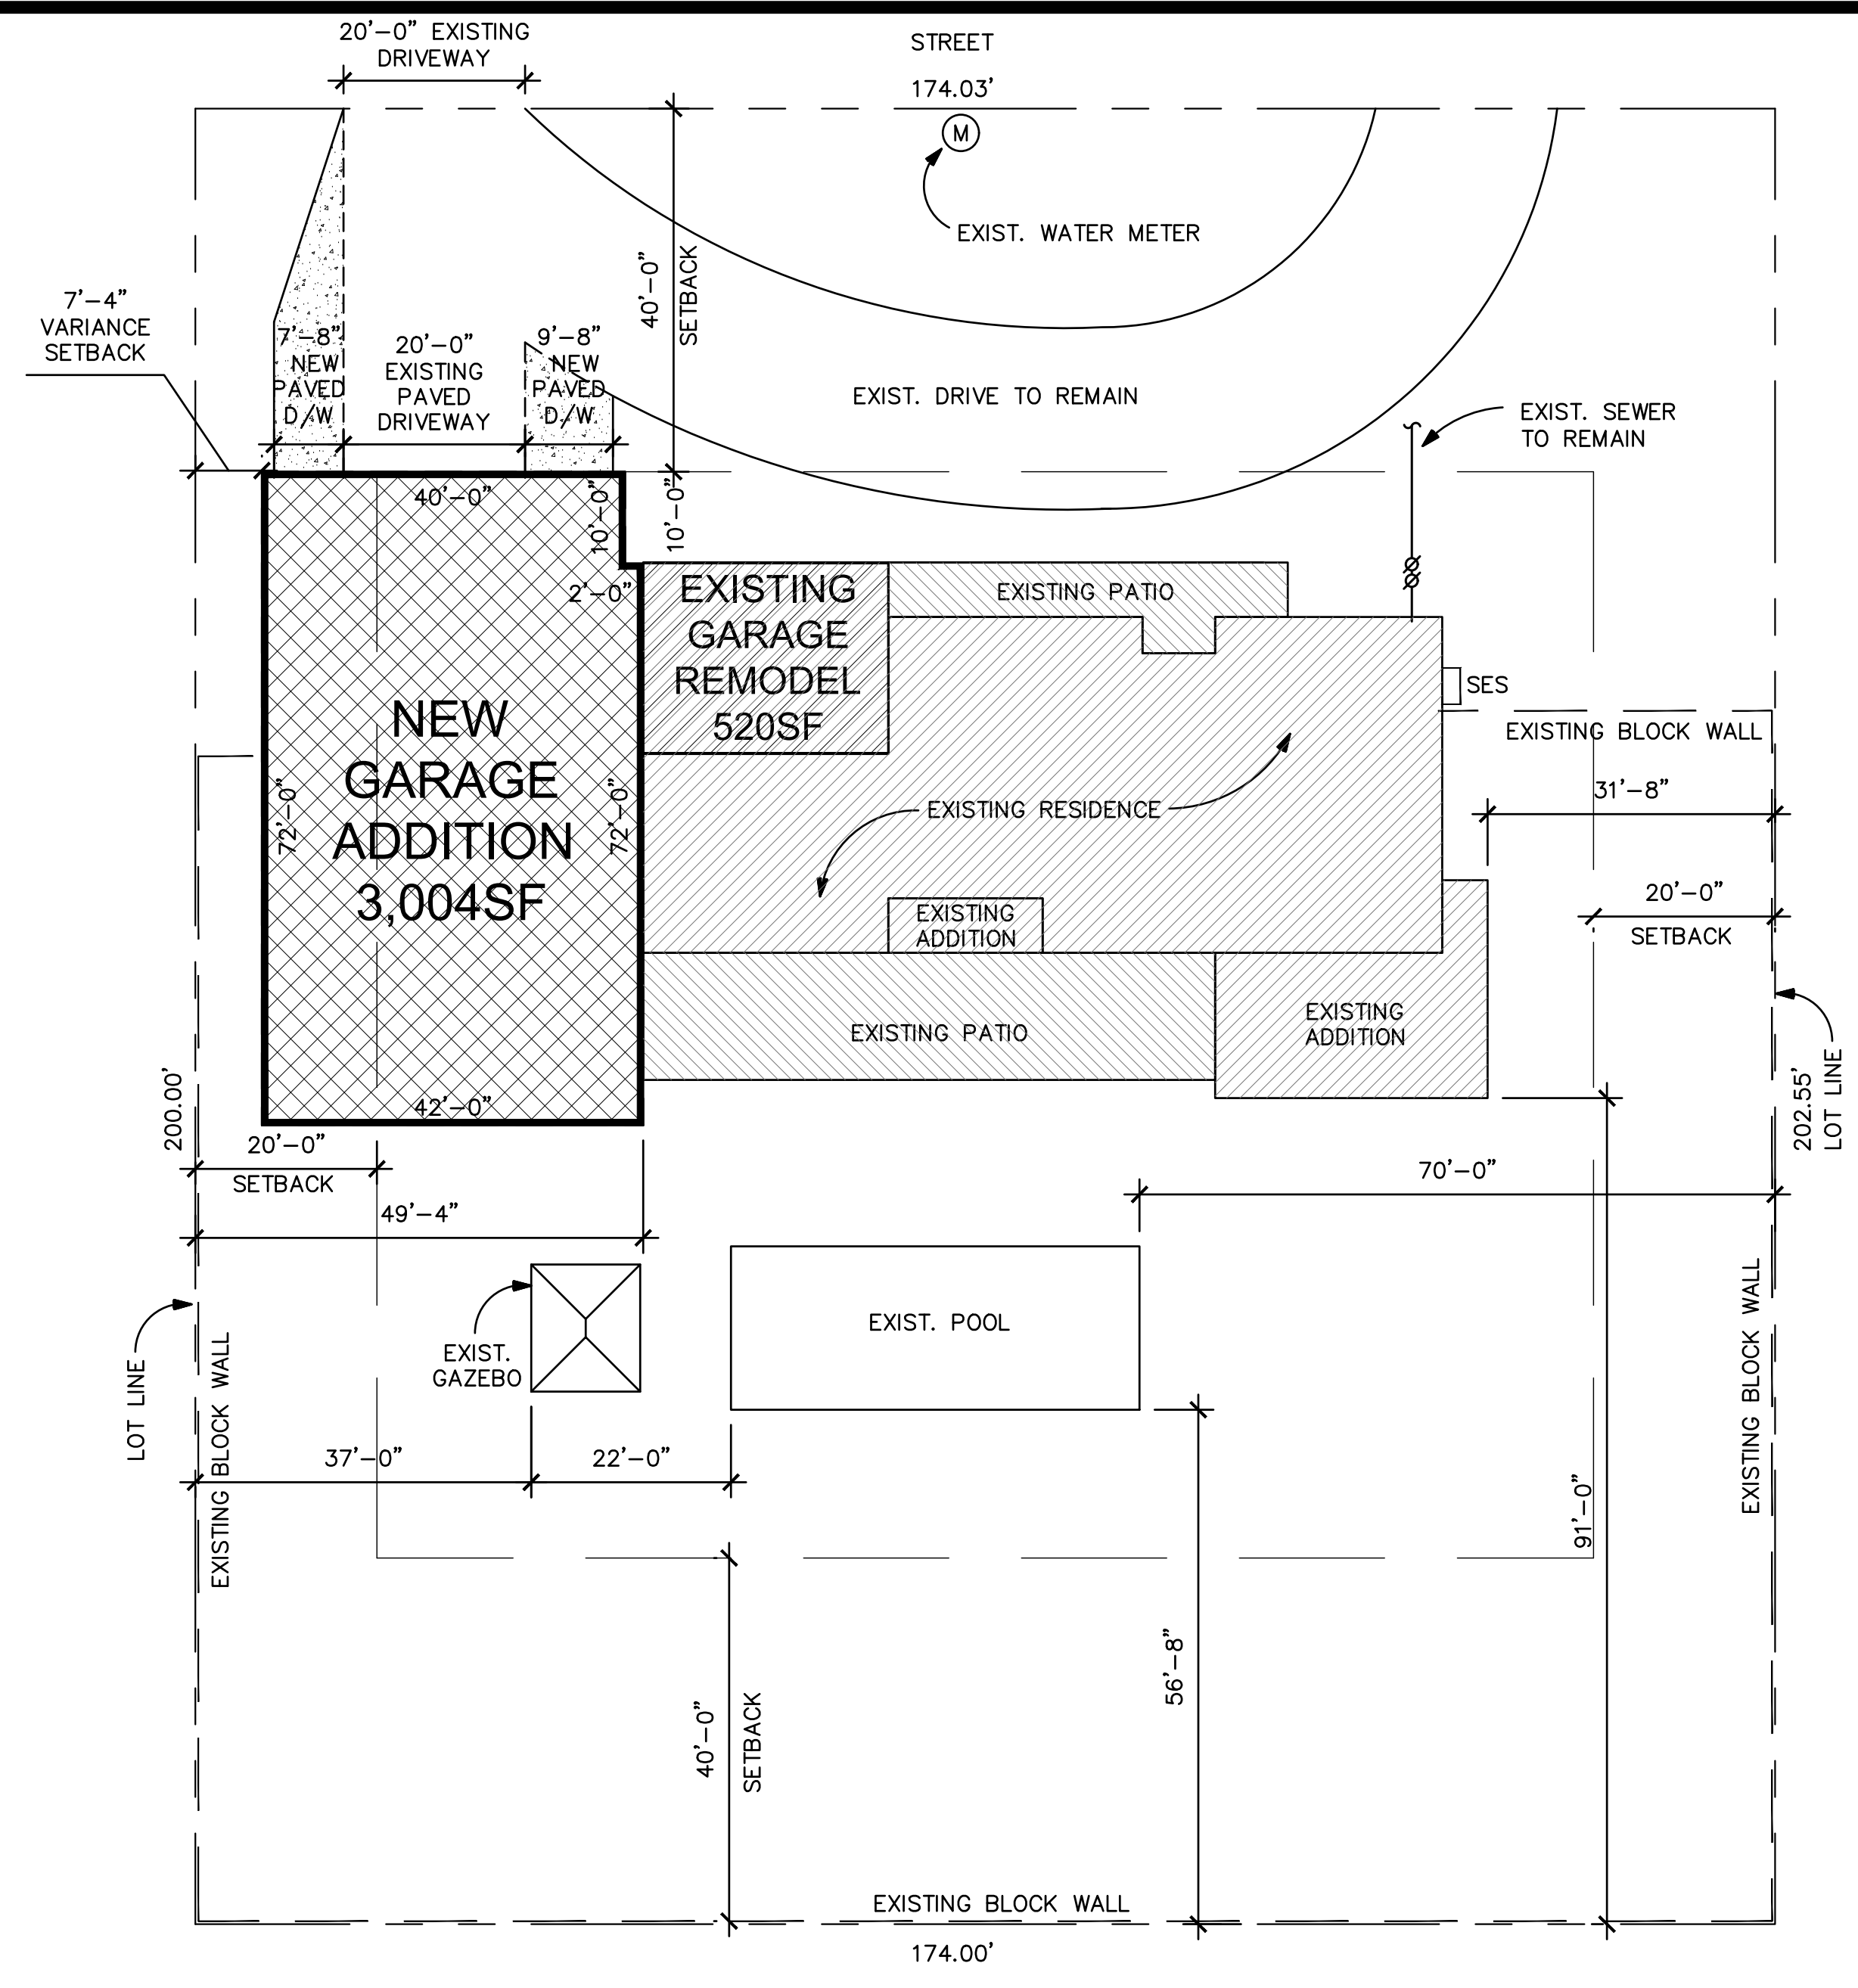 20'-0" EXISTING
DRIVEWAY
STREET
174.03'
M
EXIST. WATER METER
40'-0"
SETBACK
7'-4"
VARIANCE
SETBACK
7'-8"
NEW
PAVED
D/W
20'-0"
EXISTING
PAVED
DRIVEWAY
9'-8"
NEW
PAVED
D/W
EXIST. DRIVE TO REMAIN
EXIST. SEWER
TO REMAIN
40'-0"
10'-0"
10'-0"
2'-0"
EXISTING
GARAGE
REMODEL
520SF
EXISTING PATIO
SES
EXISTING BLOCK WALL
NEW
GARAGE
ADDITION
3,004SF
72'-0"
72'-0"
EXISTING RESIDENCE
31'-8"
20'-0"
SETBACK
EXISTING
ADDITION
EXISTING PATIO
EXISTING
ADDITION
200.00'
202.55'
LOT LINE
42'-0"
20'-0"
SETBACK
49'-4"
70'-0"
EXIST.
GAZEBO
EXIST. POOL
LOT LINE
EXISTING BLOCK WALL
EXISTING BLOCK WALL
37'-0"
22'-0"
91'-0"
56'-8"
40'-0"
SETBACK
EXISTING BLOCK WALL
174.00'